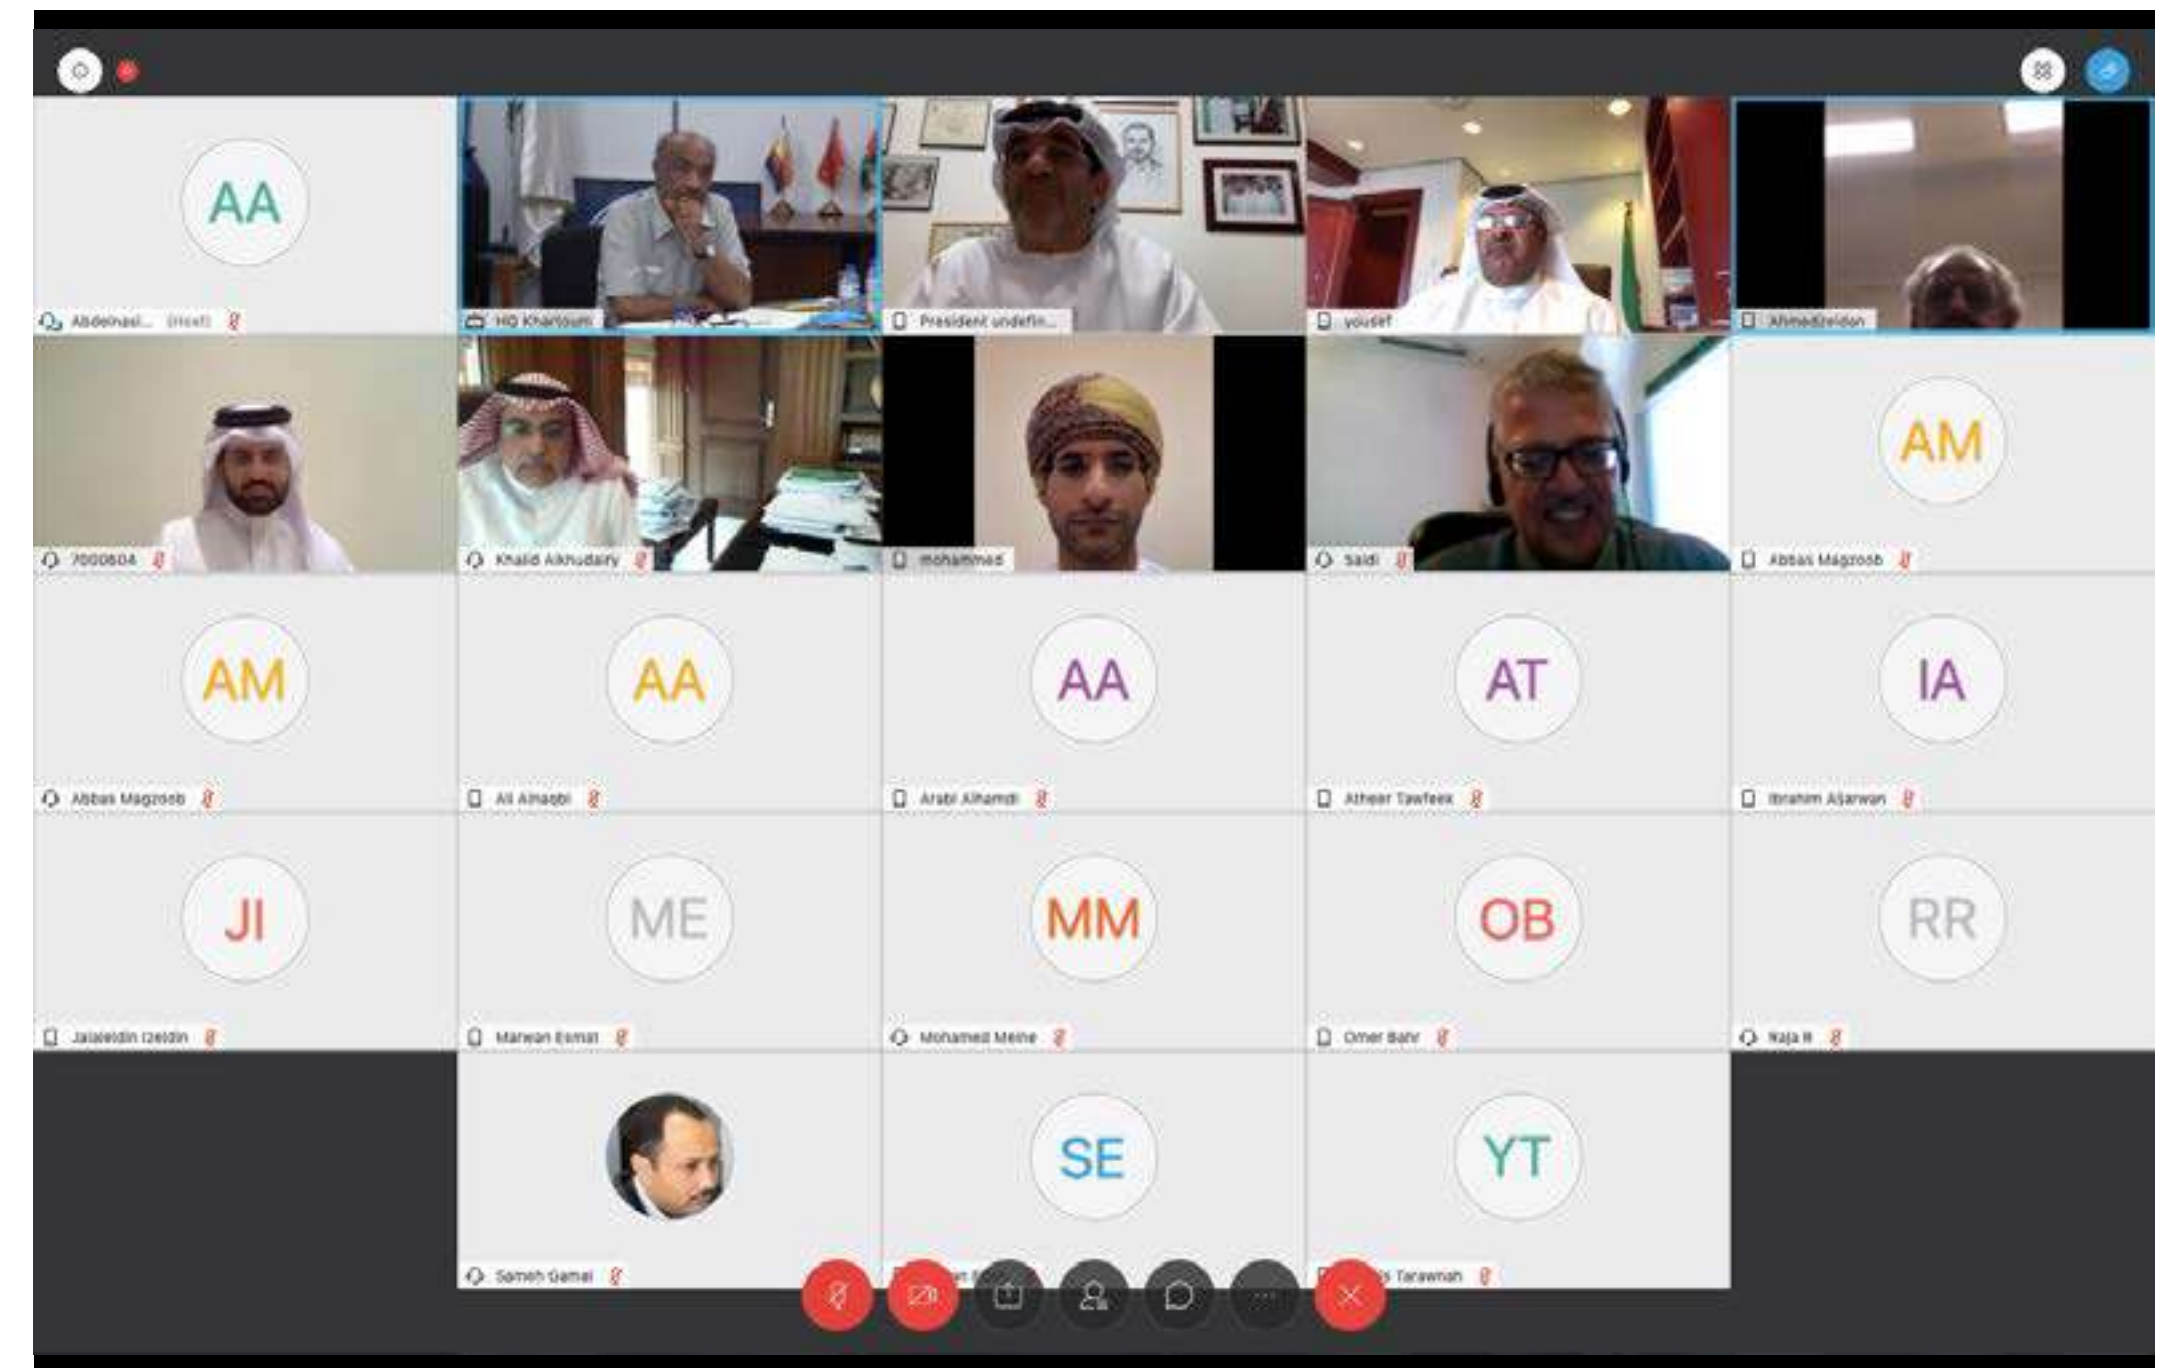 AA
Abdelnasi... (Host)
HQ Khartoum
President undefin...
yousef
Ahmedzeidan
7000604
Khalid Alkhudairy
mohammed
Saidi
AM
Abbas Magzoob
AM
Abbas Magzoob
AA
Ali Alnaqbi
AA
Arabi Alhamdi
AT
Atheer Tawfeek
IA
Ibrahim AlJarwan
JI
Jalaleldin Izeldin
ME
Marwan Esmat
MM
Mohamed Meine
OB
Omer Bahr
RR
Raja R
Sameh Gamal
SE
YT
Tarawnah